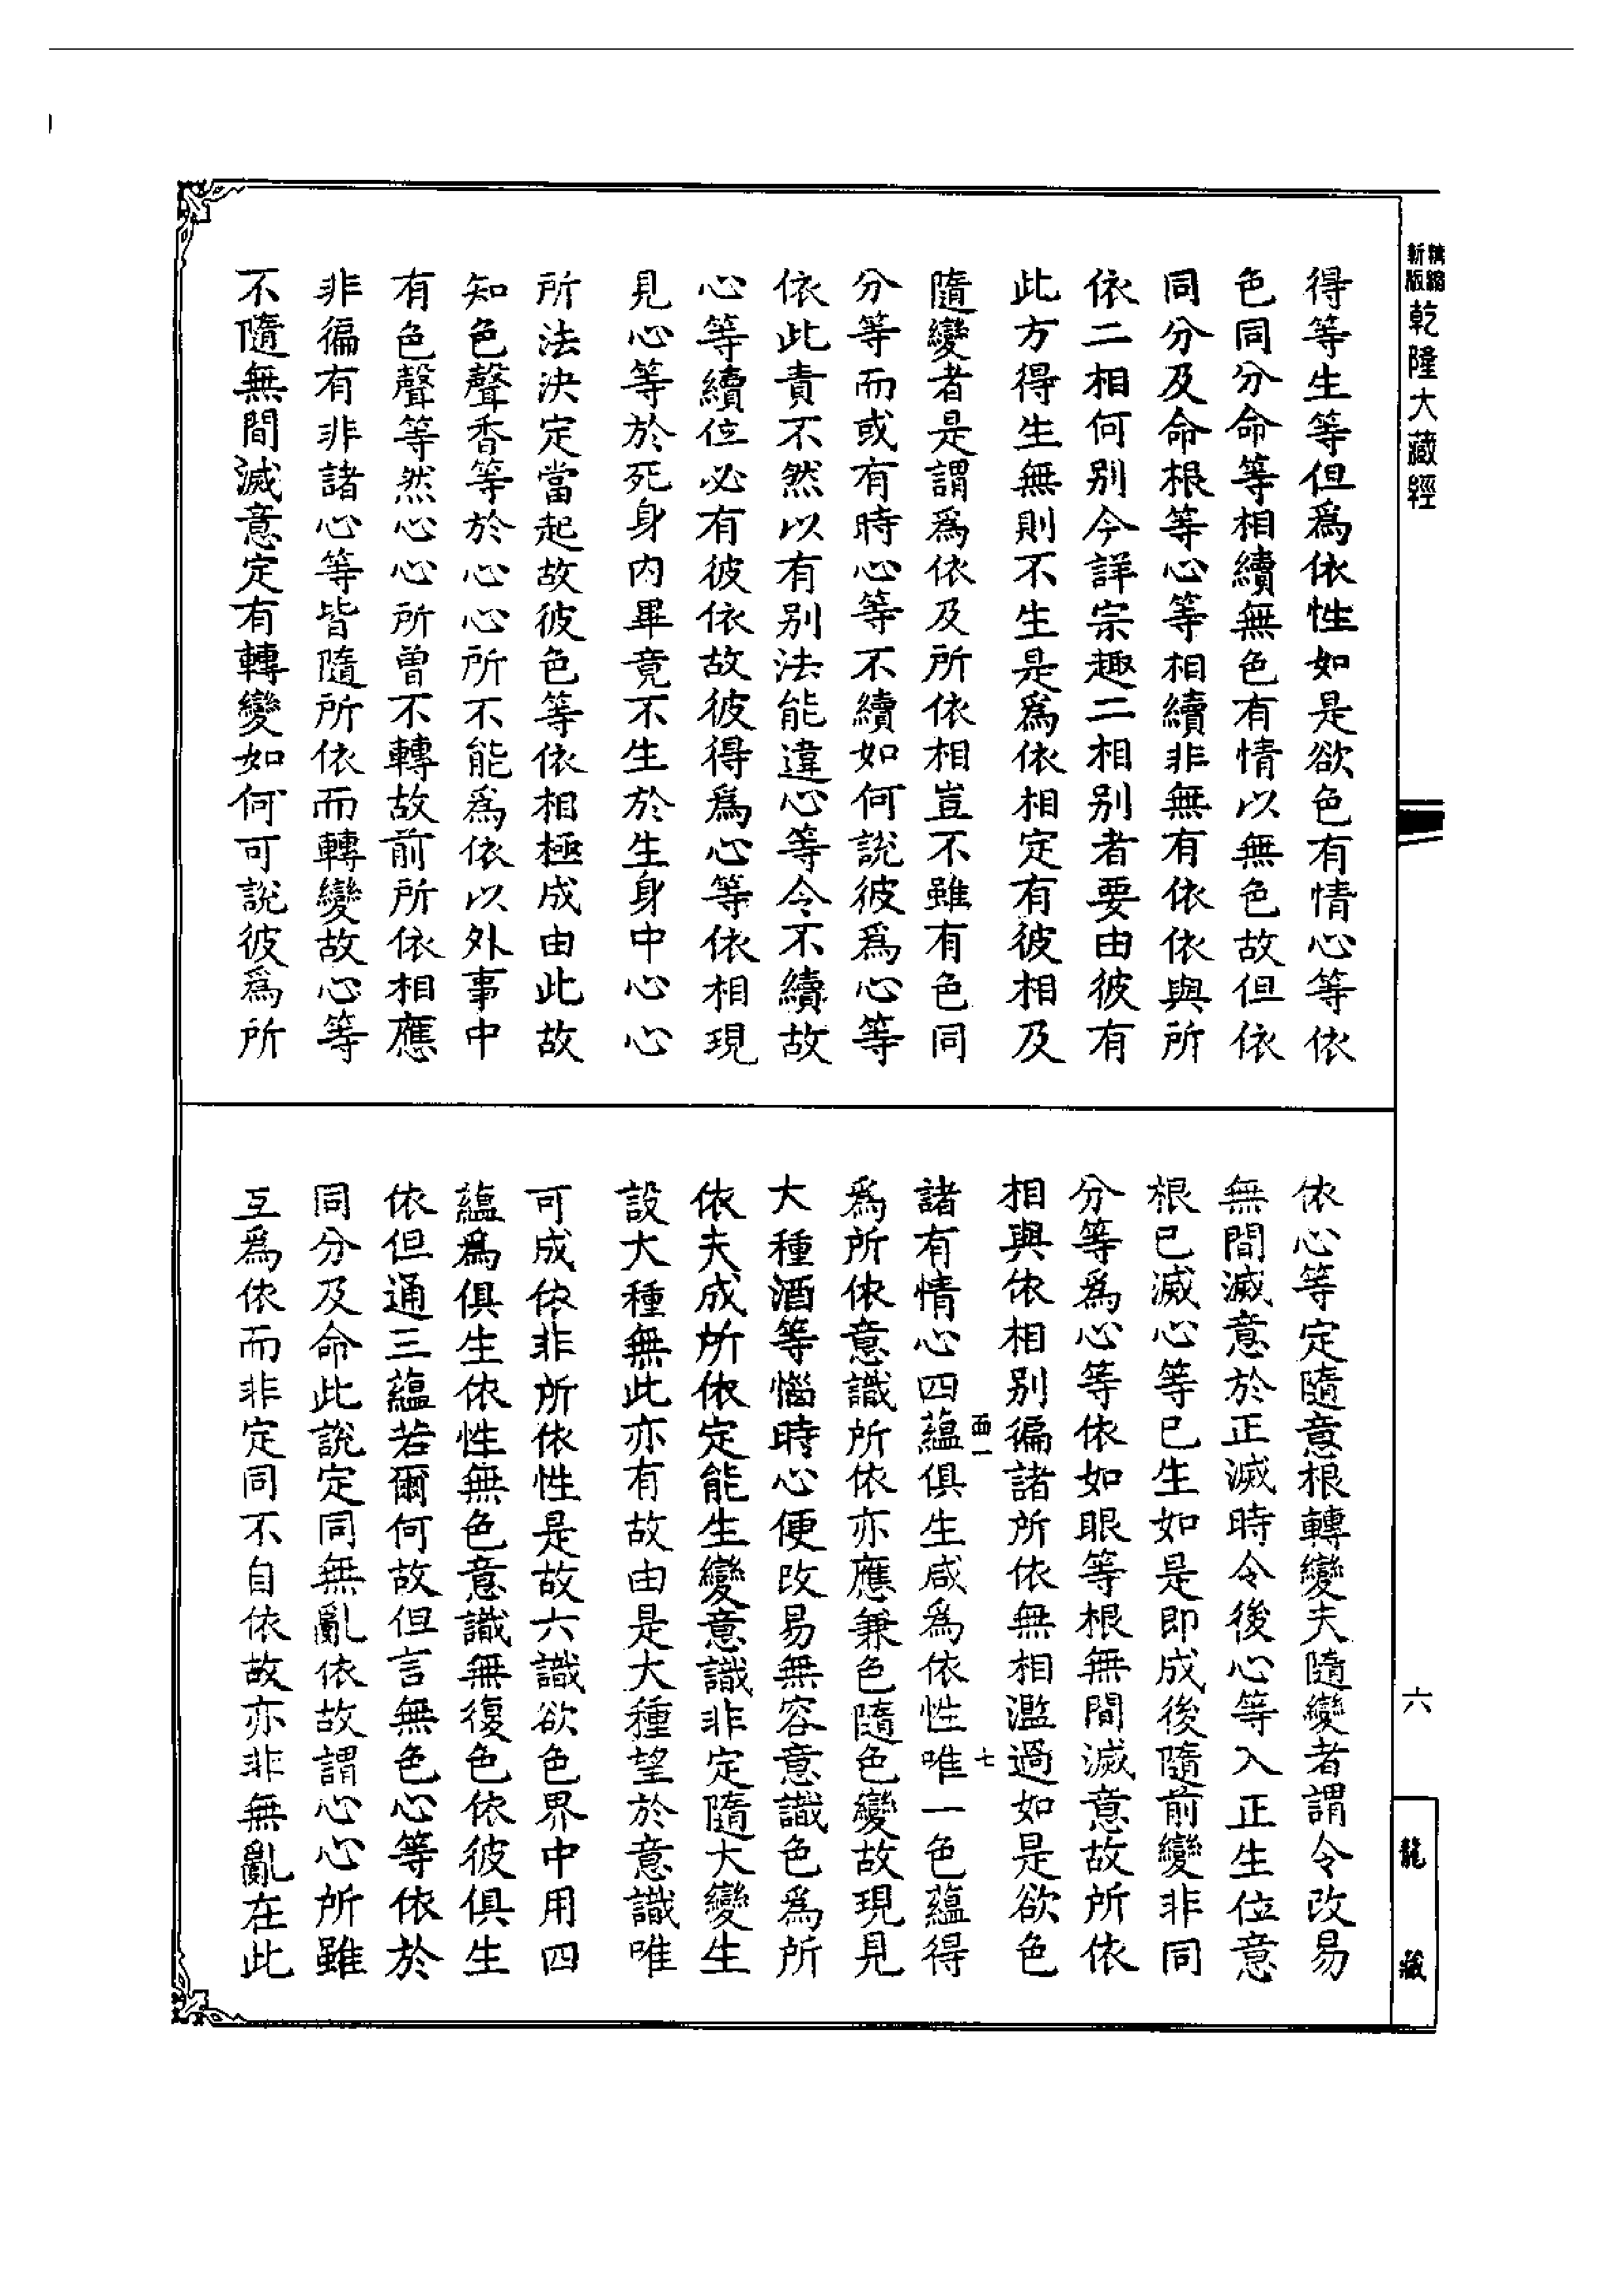 精縮新版乾隆大藏經
得等生等但爲依性如是欲色有情心等依
色同分命等相續無色有情以無色故但依
同分及命根等心等相續非無有依依與所
依二相何別今詳宗趣二相別者要由彼有
此方得生無則不生是爲依相定有彼相及
隨變者是謂爲依及所依相豈不雖有色同
分等而或有時心等不續如何說彼爲心等
依此責不然以有別法能違心等令不續故
心等續位必有彼依故彼得爲心等依相現
見心等於死身內畢竟不生於生身中心心
所法決定當起故彼色等依相極成由此故
知色聲香等於心心所不能爲依以外事中
有色聲等然心心所曾不轉故前所依相應
非徧有非諸心等皆隨所依而轉變故心等
不隨無間滅意定有轉變如何可說彼爲所
依心等定隨意根轉變夫隨變者謂令改易
無間滅意於正滅時令後心等入正生位意
根已滅心等已生如是即成後隨前變非同
分等爲心等依如眼等根無間滅意故所依
相與依相別徧諸所依無相濫過如是欲色
諸有情心四蘊俱生咸爲依性唯一色蘊得
爲所依意識所依亦應兼色隨色變故現見
大種酒等惱時心便改易無容意識色爲所
依夫成所依定能生變意識非定隨大變生
設大種無此亦有故由是大種望於意識唯
可成依非所依性是故六識欲色界中用四
蘊爲俱生依性無色意識無復色依彼俱生
依但通三蘊若爾何故但言無色心等依於
同分及命此說定同無亂依故謂心心所雖
互爲依而非定同不自依故亦非無亂在此
面一
七
六
龍藏